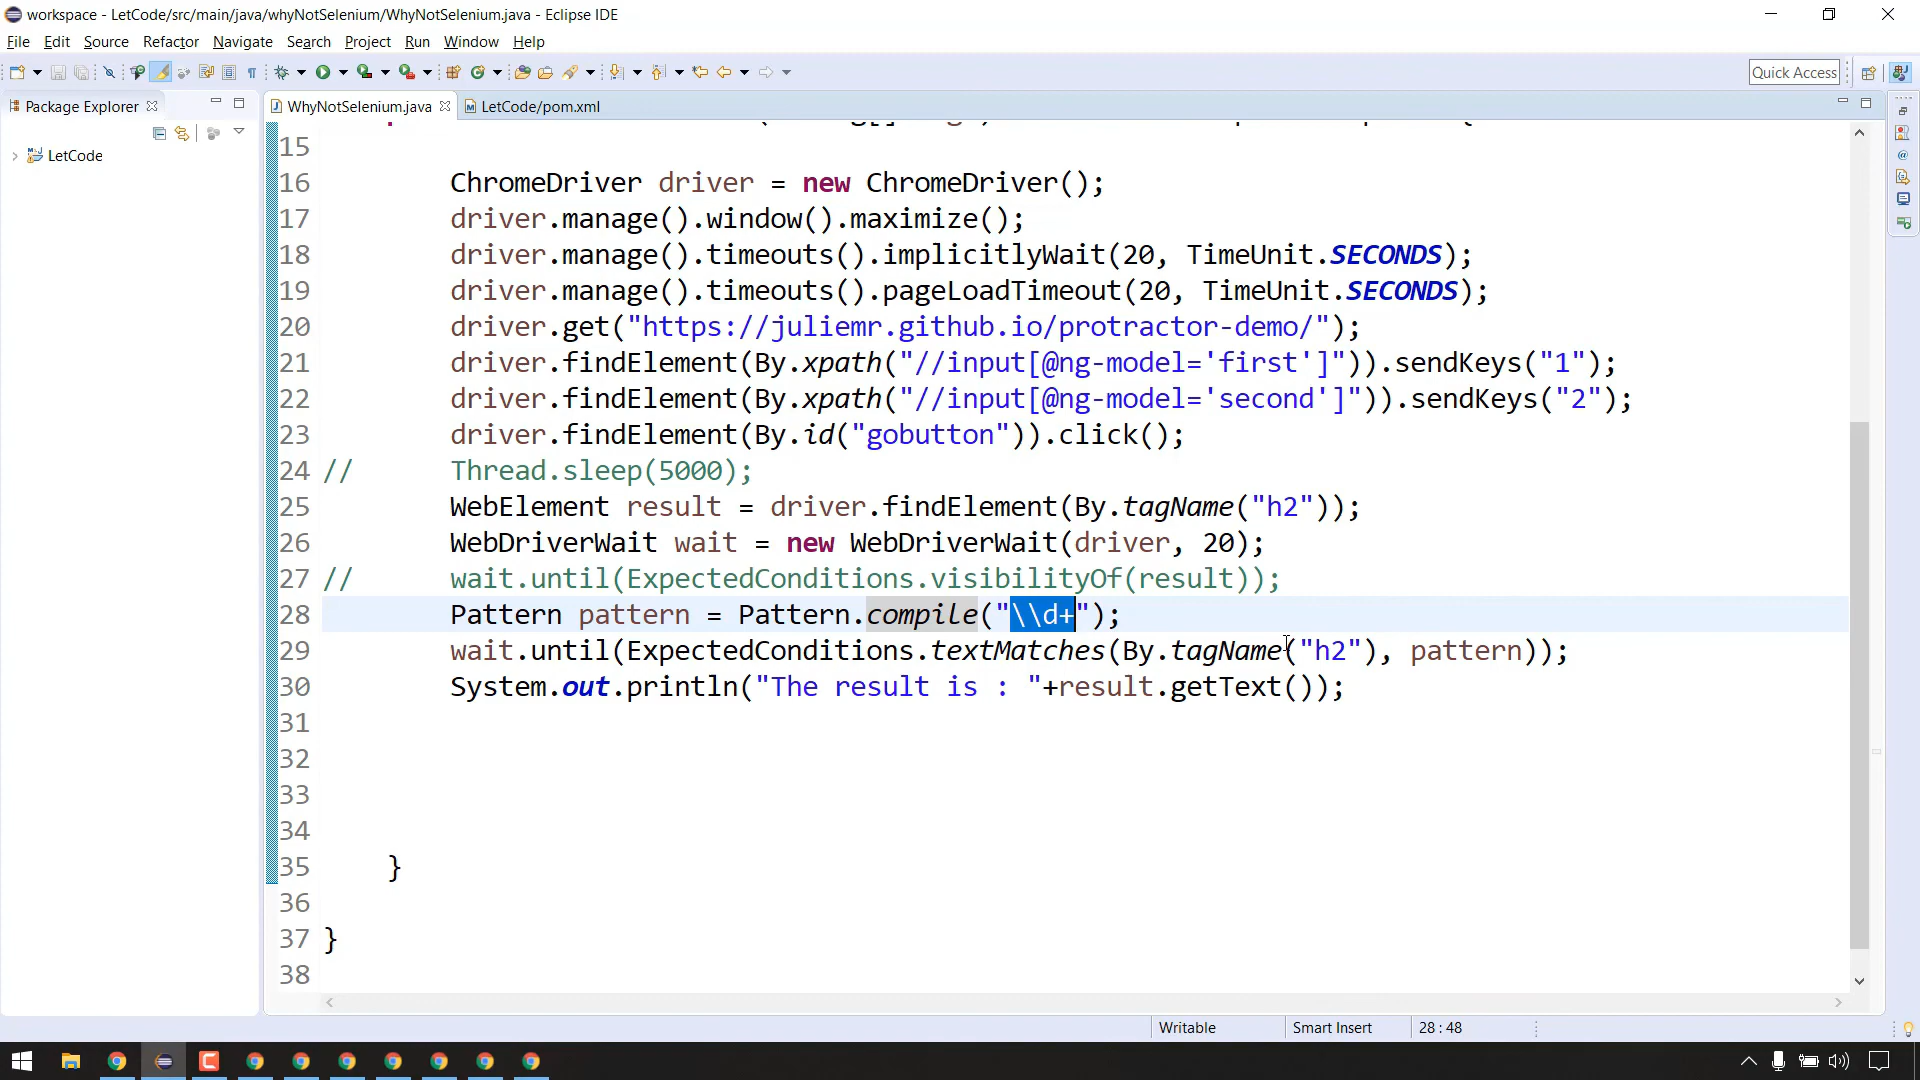 workspace - LetCode/src/main/java/whyNotSelenium/WhyNotSelenium.java - Eclipse IDE
File Edit Source Refactor Navigate Search Project Run Window Help
Quick Access
Package Explorer
WhyNotSelenium.java
LetCode/pom.xml
LetCode
15
16 ChromeDriver driver = new ChromeDriver();
17 driver.manage().window().maximize();
18 driver.manage().timeouts().implicitlyWait(20, TimeUnit.SECONDS);
19 driver.manage().timeouts().pageLoadTimeout(20, TimeUnit.SECONDS);
20 driver.get("https://juliemr.github.io/protractor-demo/");
21 driver.findElement(By.xpath("//input[@ng-model='first']")).sendKeys("1");
22 driver.findElement(By.xpath("//input[@ng-model='second']")).sendKeys("2");
23 driver.findElement(By.id("gobutton")).click();
24 // Thread.sleep(5000);
25 WebElement result = driver.findElement(By.tagName("h2"));
26 WebDriverWait wait = new WebDriverWait(driver, 20);
27 // wait.until(ExpectedConditions.visibilityOf(result));
28 Pattern pattern = Pattern.compile("\\d+");
29 wait.until(ExpectedConditions.textMatches(By.tagName("h2"), pattern));
30 System.out.println("The result is : "+result.getText());
31
32
33
34
35 }
36
37 }
38
Writable Smart Insert 28 : 48